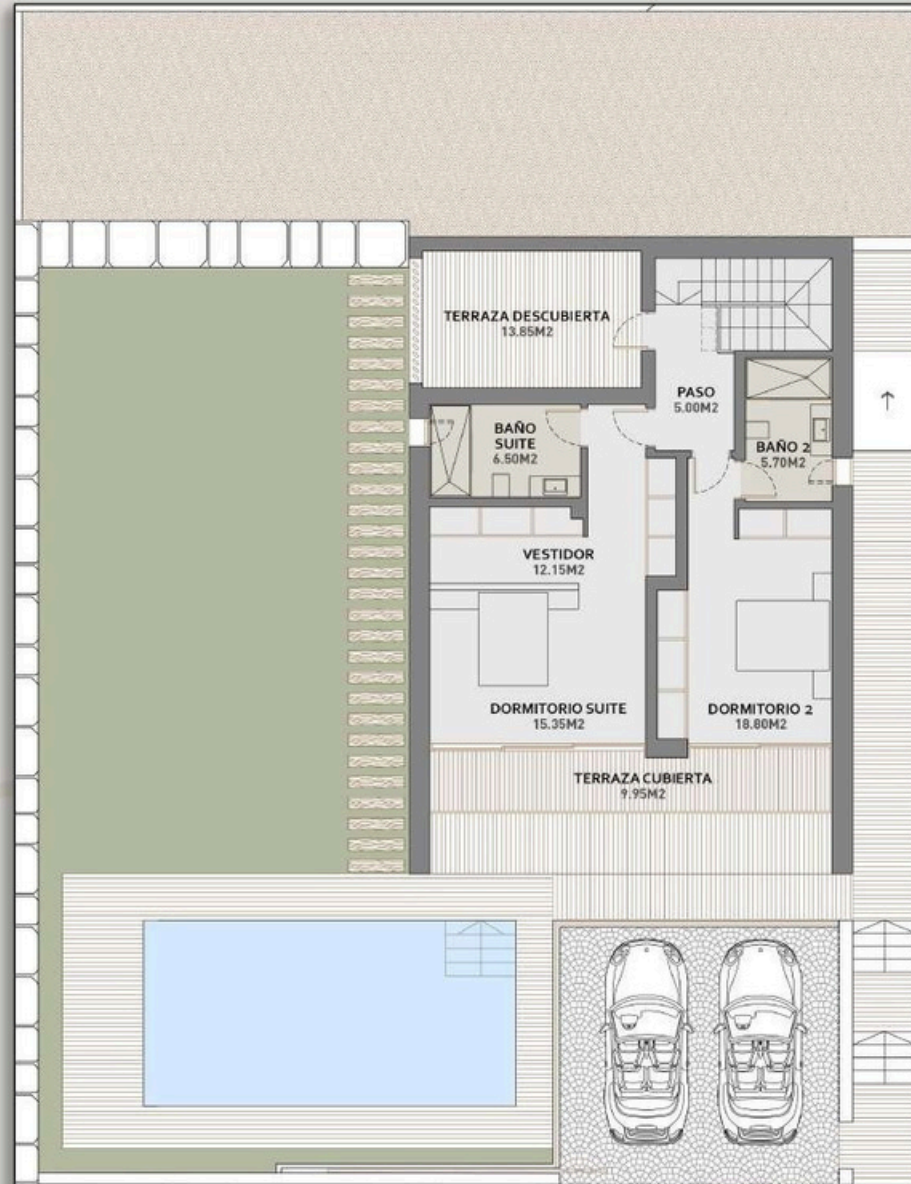 TERRAZA DESCUBIERTA
13.85M2
PASO
5.00M2
BAÑO
SUITE
6.50M2
BAÑO 2
5.70M2
VESTIDOR
12.15M2
DORMITORIO SUITE
15.35M2
DORMITORIO 2
18.80M2
TERRAZA CUBIERTA
9.95M2